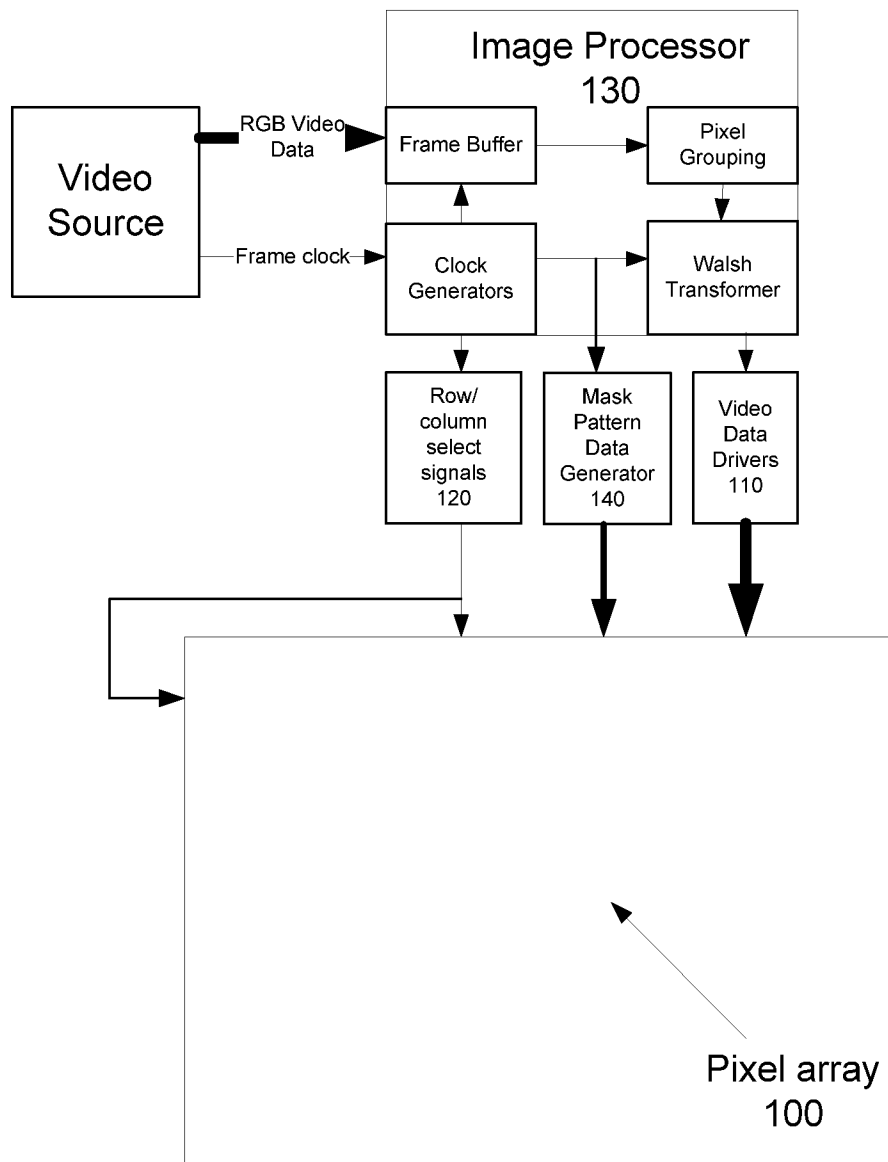 Image Processor
130
Video
Source
RGB Video
Data
Frame Buffer
Pixel
Grouping
Frame clock
Clock
Generators
Walsh
Transformer
Row/
column
select
signals
120
Mask
Pattern
Data
Generator
140
Video
Data
Drivers
110
Pixel array
100